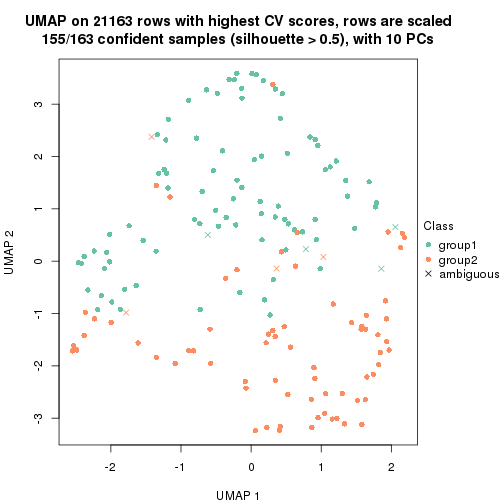 UMAP on 21163 rows with highest CV scores, rows are scaled
155/163 confident samples (silhouette > 0.5), with 10 PCs
3
2
1
0
-1
-2
-3
UMAP 2
-2
-1
0
1
2
UMAP 1
Class
group1
group2
ambiguous